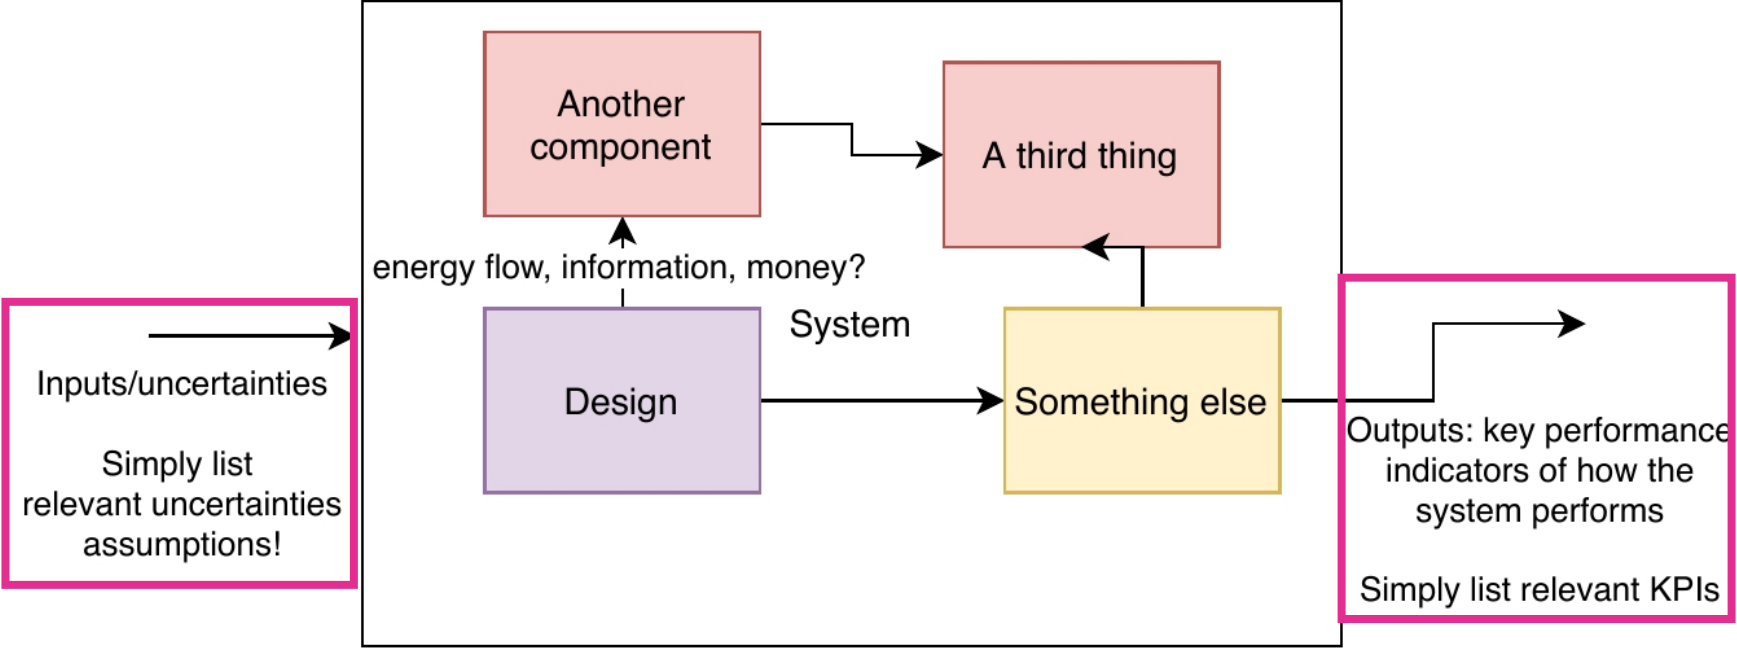 Another
component
A third thing
energy flow, information, money?
System
Design
Something else
Inputs/uncertainties
Simply list
relevant uncertainties
assumptions!
Outputs: key performance
indicators of how the
system performs
Simply list relevant KPIs